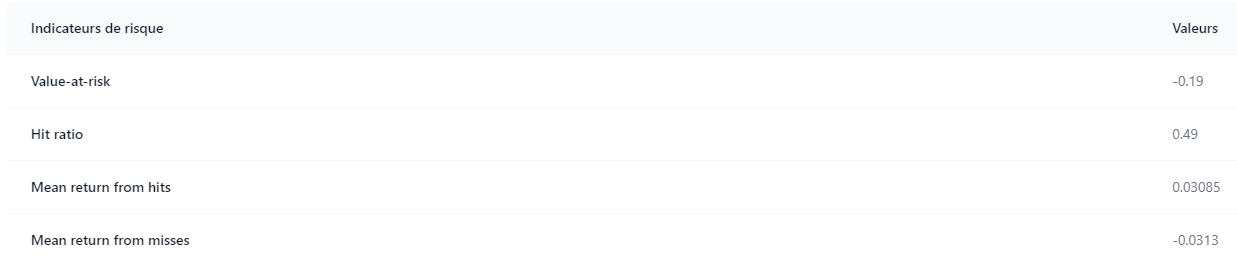 Indicateurs de risque Valeurs
Value-at-risk -0.19
Hit ratio 0.49
Mean return from hits 0.03085
Mean return from misses -0.0313